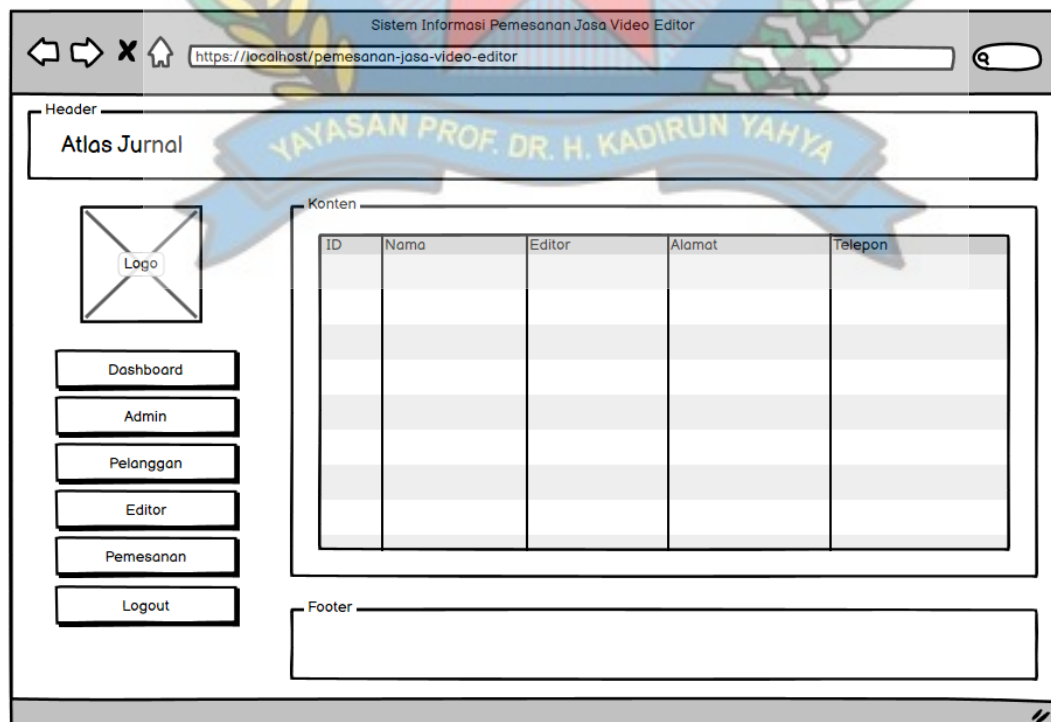 Sistem Informasi Pemesanan Jasa Video Editor
https://localhost/pemesanan-jasa-video-editor
Header
Atlas Jurnal
YAYASAN PROF. DR. H. KADIRUN YAHYA
Logo
Dashboard
Admin
Pelanggan
Editor
Pemesanan
Logout
Konten
ID Nama Editor Alamat Telepon
Footer